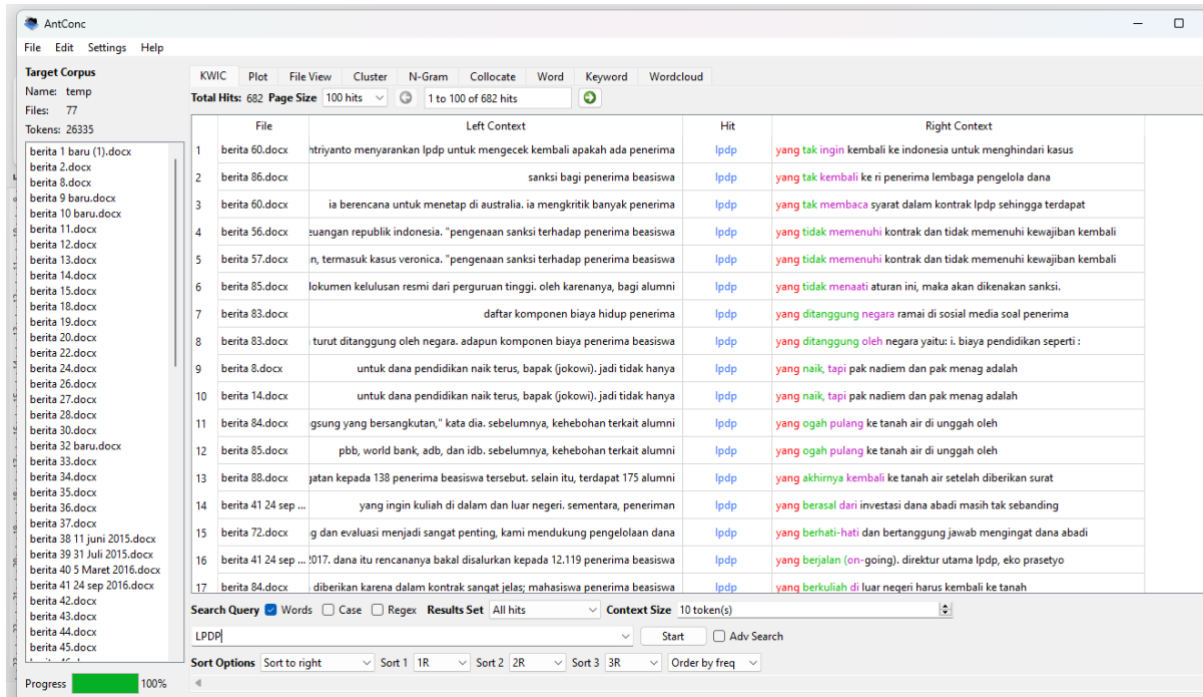 AntConc
File Edit Settings Help
Target Corpus
Name: temp
Files: 77
Tokens: 26335
berita 1 baru (1).docx
berita 2.docx
berita 8.docx
berita 9 baru.docx
berita 10 baru.docx
berita 11.docx
berita 12.docx
berita 13.docx
berita 14.docx
berita 15.docx
berita 18.docx
berita 19.docx
berita 20.docx
berita 22.docx
berita 24.docx
berita 26.docx
berita 27.docx
berita 28.docx
berita 30.docx
berita 32 baru.docx
berita 33.docx
berita 34.docx
berita 35.docx
berita 36.docx
berita 37.docx
berita 38 11 juni 2015.docx
berita 39 31 Juli 2015.docx
berita 40 5 Maret 2016.docx
berita 41 24 sep 2016.docx
berita 42.docx
berita 43.docx
berita 44.docx
berita 45.docx
Progress 100%
KWIC Plot File View Cluster N-Gram Collocate Word Keyword Wordcloud
Total Hits: 682 Page Size 100 hits 1 to 100 of 682 hits
File Left Context Hit Right Context
1 berita 60.docx htriyanto menyarankan lpdp untuk mengecek kembali apakah ada penerima lpdp yang tak ingin kembali ke indonesia untuk menghindari kasus
2 berita 86.docx sanksi bagi penerima beasiswa lpdp yang tak kembali ke ri penerima lembaga pengelola dana
3 berita 60.docx ia berencana untuk menetap di australia. ia mengkritik banyak penerima lpdp yang tak membaca syarat dalam kontrak lpdp sehingga terdapat
4 berita 56.docx euangan republik indonesia. "pengenaan sanksi terhadap penerima beasiswa lpdp yang tidak memenuhi kontrak dan tidak memenuhi kewajiban kembali
5 berita 57.docx n, termasuk kasus veronica. "pengenaan sanksi terhadap penerima beasiswa lpdp yang tidak memenuhi kontrak dan tidak memenuhi kewajiban kembali
6 berita 85.docx lokumen kelulusan resmi dari perguruan tinggi. oleh karenanya, bagi alumni lpdp yang tidak menaati aturan ini, maka akan dikenakan sanksi.
7 berita 83.docx daftar komponen biaya hidup penerima lpdp yang ditanggung negara ramai di sosial media soal penerima
8 berita 83.docx turut ditanggung oleh negara. adapun komponen biaya penerima beasiswa lpdp yang ditanggung oleh negara yaitu: i. biaya pendidikan seperti :
9 berita 8.docx untuk dana pendidikan naik terus, bapak (jokowi). jadi tidak hanya lpdp yang naik, tapi pak nadiem dan pak menag adalah
10 berita 14.docx untuk dana pendidikan naik terus, bapak (jokowi). jadi tidak hanya lpdp yang naik, tapi pak nadiem dan pak menag adalah
11 berita 84.docx gsung yang bersangkutan," kata dia. sebelumnya, kehebohan terkait alumni lpdp yang ogah pulang ke tanah air di unggah oleh
12 berita 85.docx pbb, world bank, adb, dan idb. sebelumnya, kehebohan terkait alumni lpdp yang ogah pulang ke tanah air di unggah oleh
13 berita 88.docx gatan kepada 138 penerima beasiswa tersebut. selain itu, terdapat 175 alumni lpdp yang akhirnya kembali ke tanah air setelah diberikan surat
14 berita 41 24 sep ... yang ingin kuliah di dalam dan luar negeri. sementara, peneriman lpdp yang berasal dari investasi dana abadi masih tak sebanding
15 berita 72.docx g dan evaluasi menjadi sangat penting, kami mendukung pengelolaan dana lpdp yang berhati-hati dan bertanggung jawab mengingat dana abadi
16 berita 41 24 sep ... 2017. dana itu rencananya bakal disalurkan kepada 12.119 penerima beasiswa lpdp yang berjalan (on-going). direktur utama lpdp, eko prasetyo
17 berita 84.docx diberikan karena dalam kontrak sangat jelas; mahasiswa penerima beasiswa lpdp yang berkuliah di luar negeri harus kembali ke tanah
Search Query Words Case Regex Results Set All hits Context Size 10 token(s)
LPDP Start Adv Search
Sort Options Sort to right Sort 1 1R Sort 2 2R Sort 3 3R Order by freq